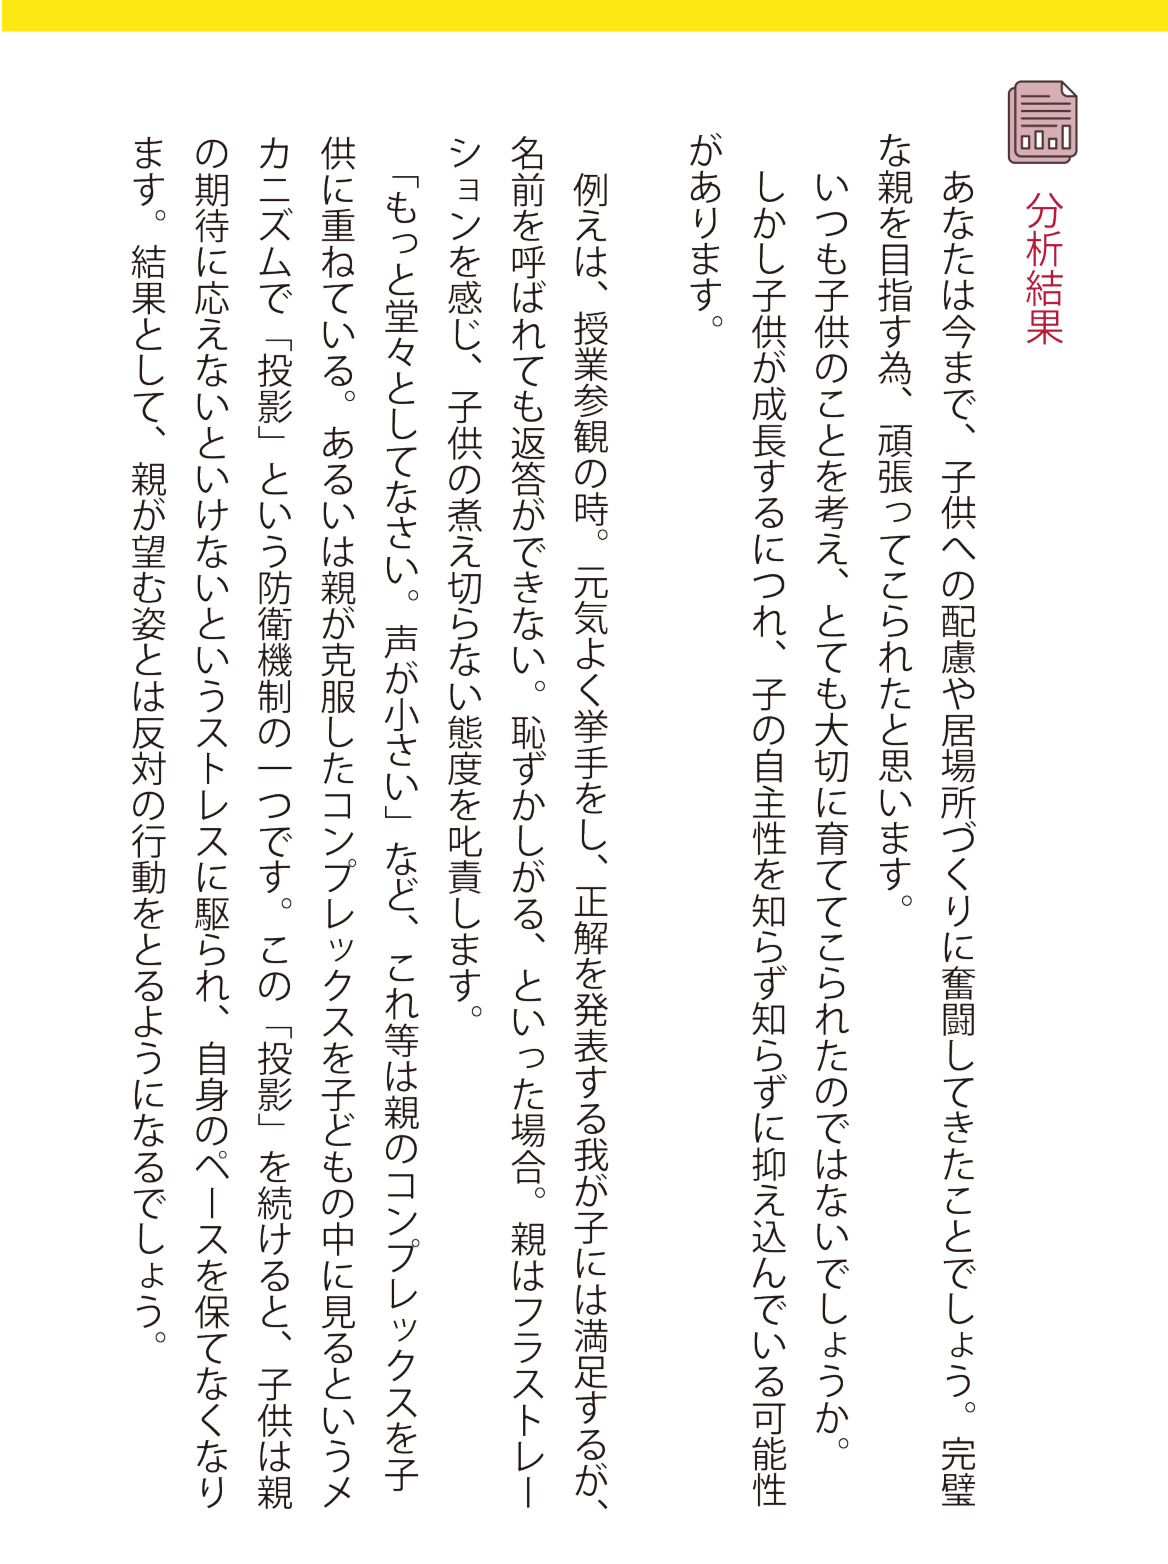 分析結果
あなたは今まで、子供への配慮や居場所づくりに奮闘してきたことでしょう。完璧
な親を目指す為、頑張ってこられたと思います。
いつも子供のことを考え、とても大切に育ててこられたのではないでしょうか。
しかし子供が成長するにつれ、子の自主性を知らず知らずに抑え込んでいる可能性
があります。
例えは、授業参観の時。元気よく挙手をし、正解を発表する我が子には満足するが、
名前を呼ばれても返答ができない。恥ずかしがる、といった場合。親はフラストレー
ションを感じ、子供の煮え切らない態度を叱責します。
「もっと堂々としてなさい。声が小さい」など、これ等は親のコンプレックスを子
供に重ねている。あるいは親が克服したコンプレックスを子どもの中に見るというメ
カニズムで「投影」という防衛機制の一つです。この「投影」を続けると、子供は親
の期待に応えないといけないというストレスに駆られ、自身のペースを保てなくなり
ます。結果として、親が望む姿とは反対の行動をとるようになるでしょう。